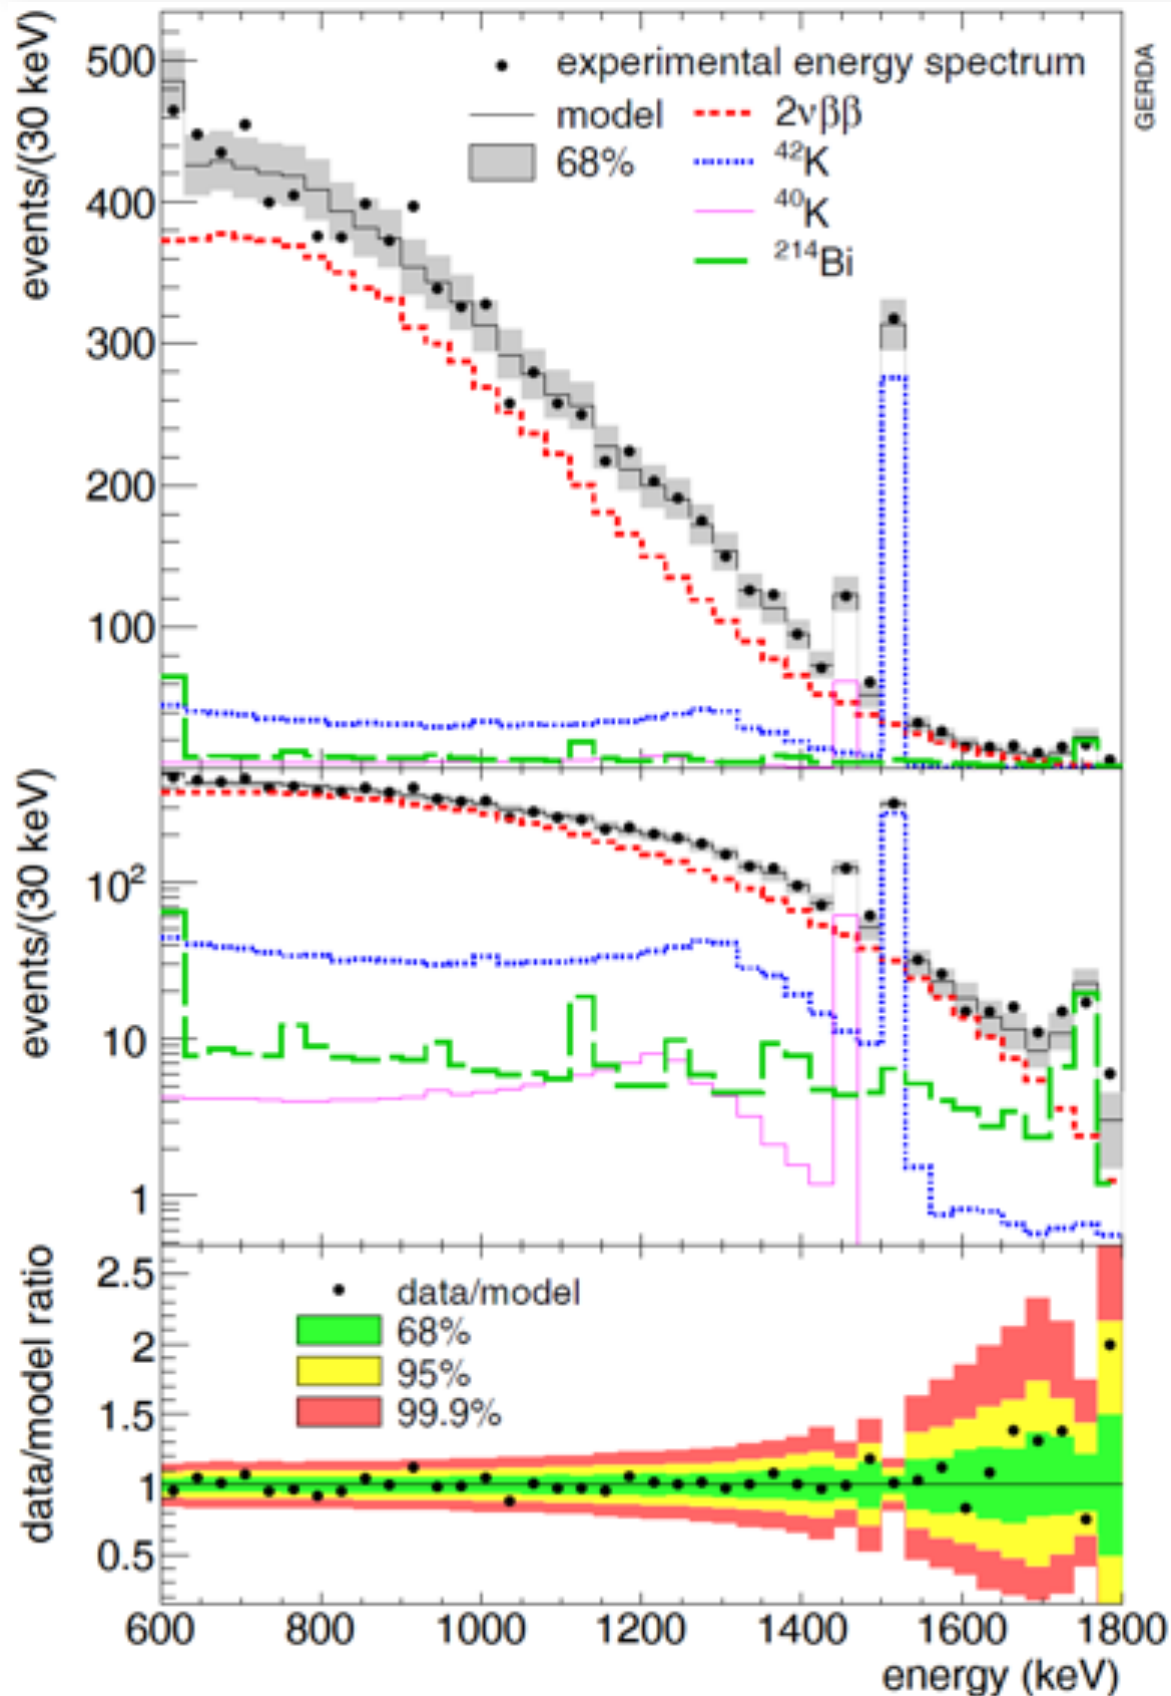 events/(30 keV)
500
400
300
200
100
experimental energy spectrum
model
68%
2νββ
⁴²K
⁴⁰K
²¹⁴Bi
GERDA
events/(30 keV)
10²
10
1
data/model ratio
2.5
2
1.5
1
0.5
data/model
68%
95%
99.9%
600 800 1000 1200 1400 1600 1800
energy (keV)